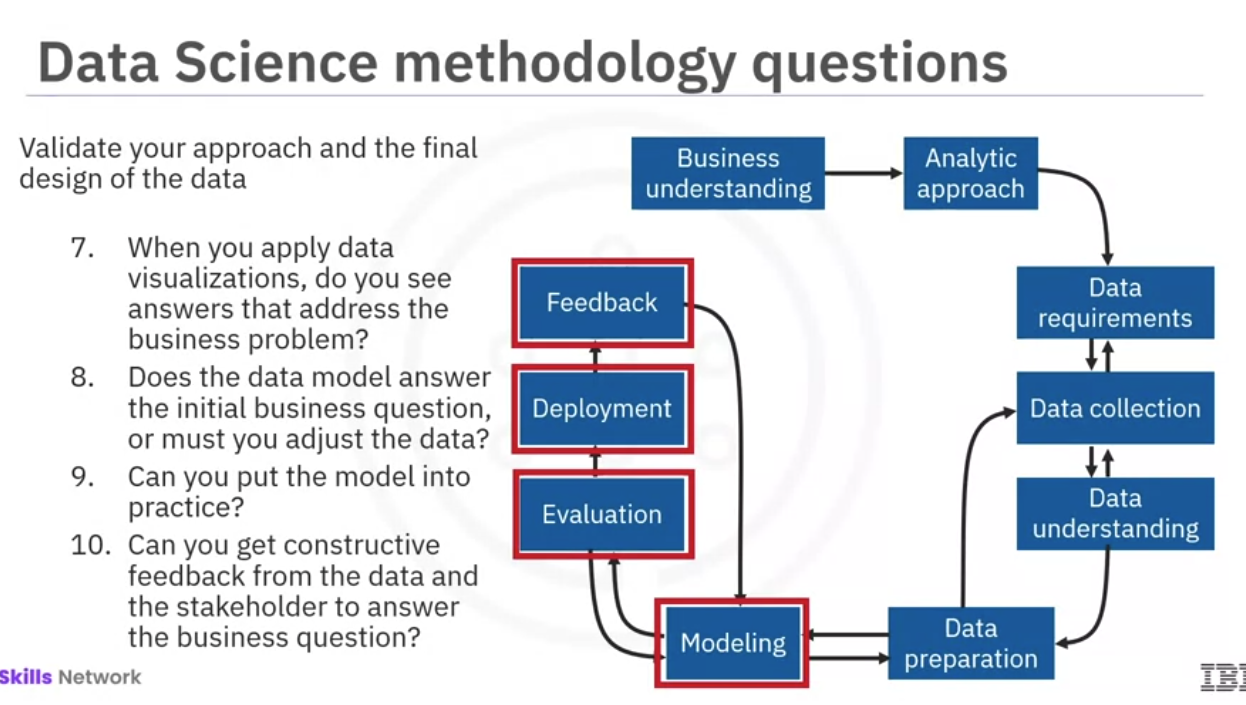 Data Science methodology questions
Validate your approach and the final
design of the data
7. When you apply data
visualizations, do you see
answers that address the
business problem?
8. Does the data model answer
the initial business question,
or must you adjust the data?
9. Can you put the model into
practice?
10. Can you get constructive
feedback from the data and
the stakeholder to answer
the business question?
Business
understanding
Analytic
approach
Data
requirements
Data collection
Data
understanding
Data
preparation
Modeling
Evaluation
Deployment
Feedback
Skills Network
IB